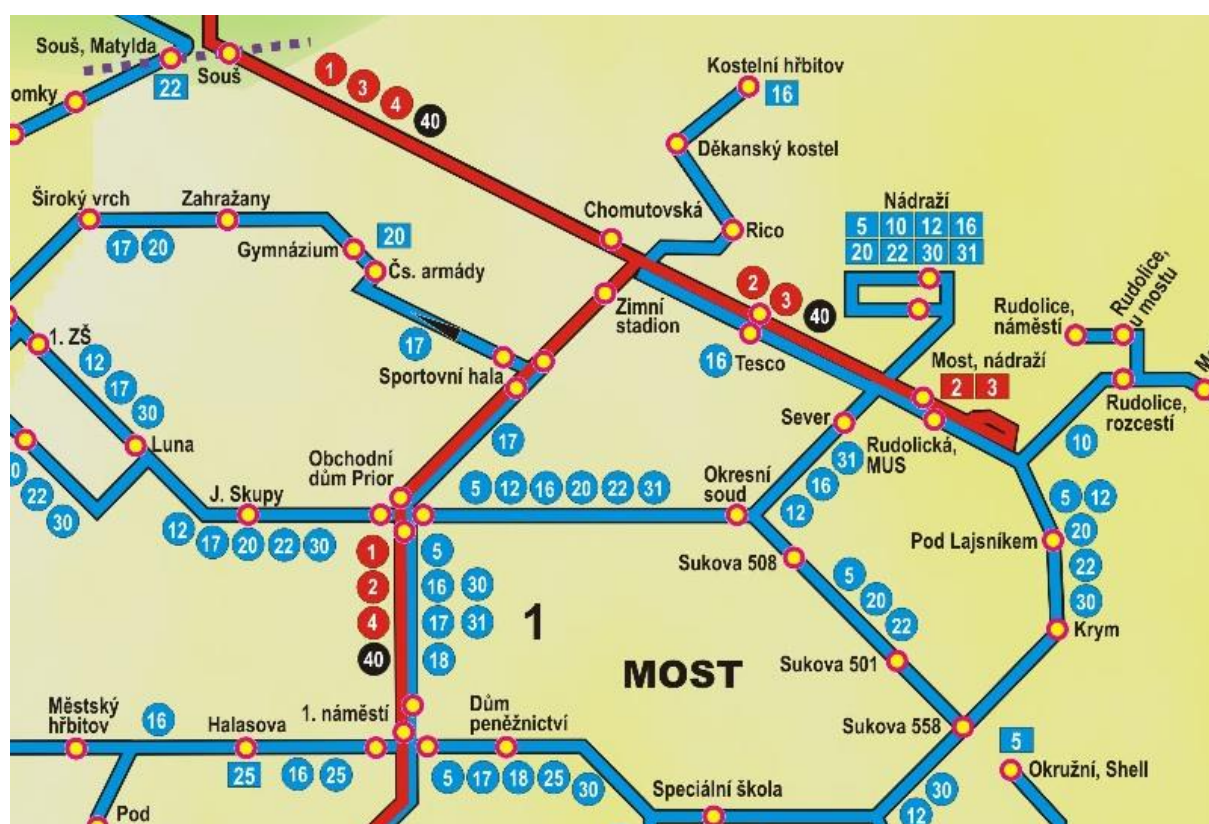 Souš, Matylda
22
omky
Souš
1 3 4 40
Kostelní hřbitov
16
Děkanský kostel
Rico
Chomutovská
Nádraží
5 10 12 16
20 22 30 31
Široký vrch
17 20
Zahražany
Gymnázium
20
Čs. armády
17
Sportovní hala
Zimní
stadion
2 3 40
16 Tesco
Rudolice,
náměstí
Rudolice,
u mostu
Most, nádraží
2 3
Rudolice,
rozcestí
10
1. ZŠ
12
17
30
Luna
Sever
Rudolická,
MUS
31
16
12
17
Obchodní
dům Prior
5 12 16 20 22 31
Okresní
soud
J. Skupy
12 17 20 22 30
22
30
5 12
20
22
30
Pod Lajsníkem
Krym
Sukova 508
5
20
22
Sukova 501
Sukova 558
1
2
4
40
5
16 30
17 31
18
1
MOST
Městský
hřbitov
16
Halasova
25
16 25
1. náměstí
Dům
peněžnictví
5 17 18 25 30
Speciální škola
30
12
5
Okružní, Shell
Pod